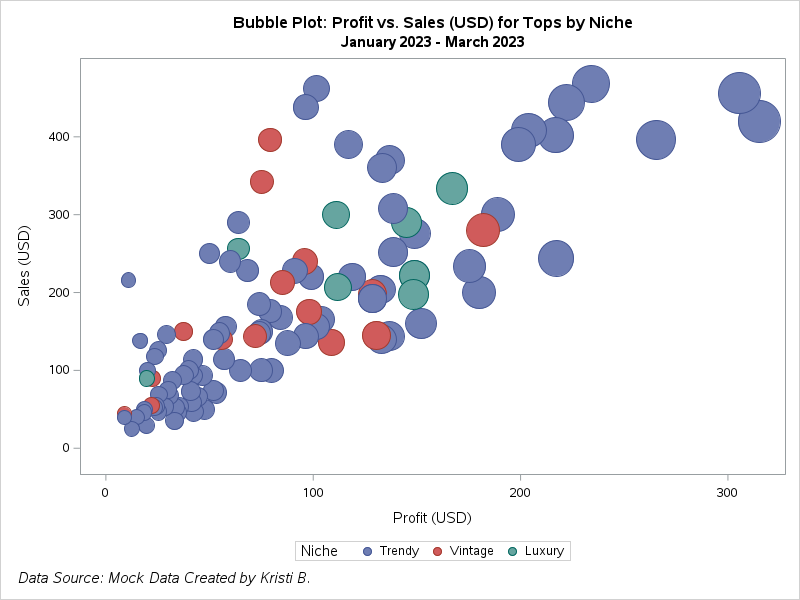 Bubble Plot: Profit vs. Sales (USD) for Tops by Niche
January 2023 - March 2023
Sales (USD)
400
300
200
100
0
0 100 200 300
Profit (USD)
Niche Trendy Vintage Luxury
Data Source: Mock Data Created by Kristi B.